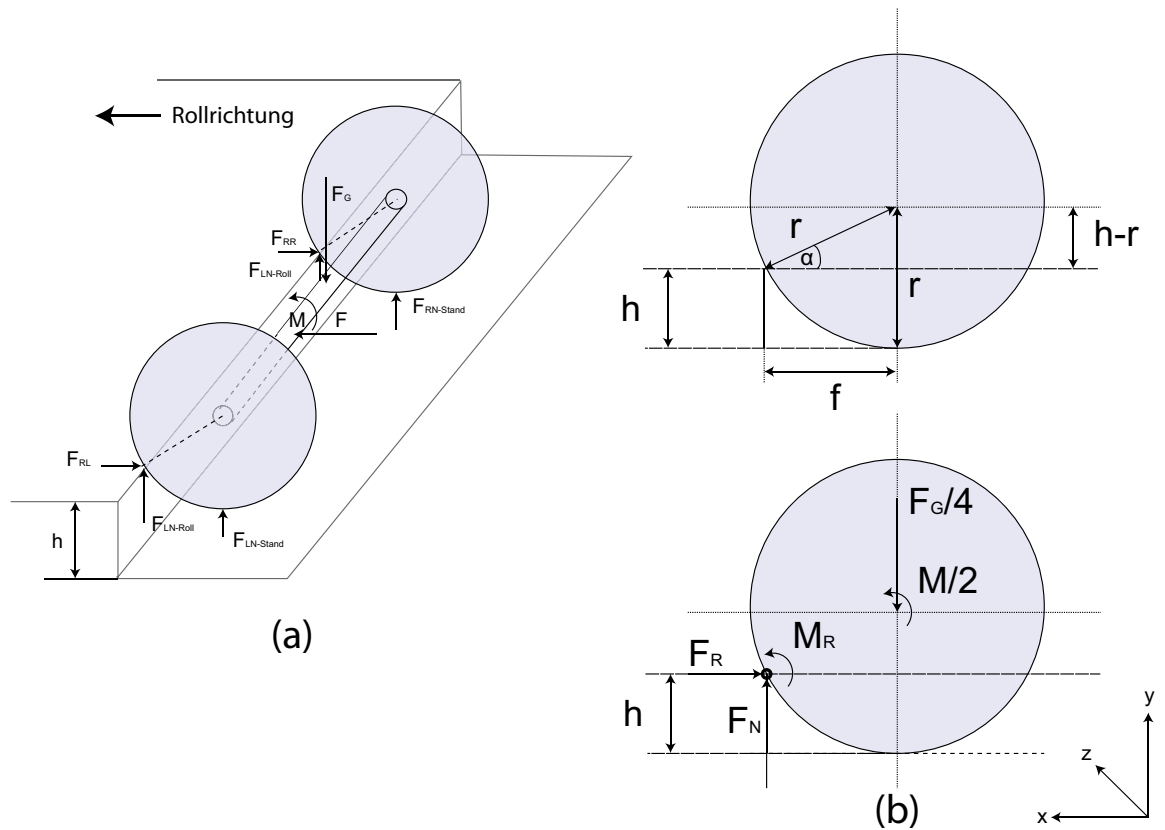 Rollrichtung
F_G
F_RR
F_LN-Roll
M
F
F_RN-Stand
F_RL
F_LN-Roll
F_LN-Stand
h
(a)
r
α
h-r
h
r
f
F_G/4
M/2
M_R
F_R
h
F_N
y
z
x
(b)